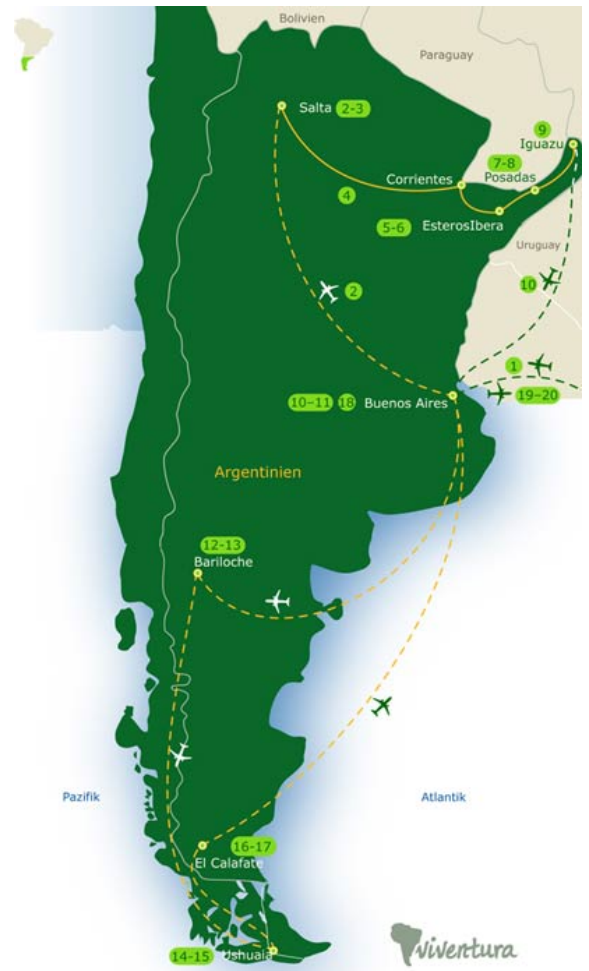 Bolivien
Paraguay
Salta 2-3
9
Iguazu
7-8
Posadas
Corrientes
4
5-6 EsterosIbera
Uruguay
2
10
1
19-20
10-11 18 Buenos Aires
Argentinien
12-13
Bariloche
Pazifik
Atlantik
16-17
El Calafate
14-15 Ushuaia
viventura